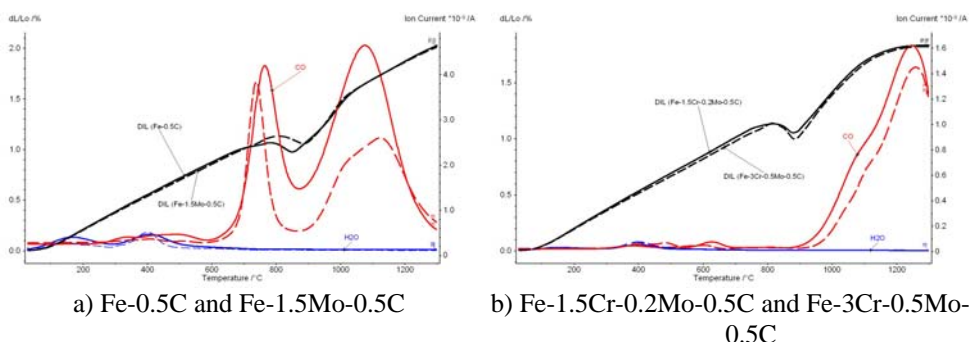 dL/Lo /%
Ion Current *10⁻⁹ /A
2.0
1.5
1.0
0.5
0.0
4.0
3.0
2.0
1.0
0
CO
DIL (Fe-0.5C)
DIL (Fe-1.5Mo-0.5C)
H2O
200
400
600
800
1000
1200
Temperature /°C
a) Fe-0.5C and Fe-1.5Mo-0.5C
dL/Lo /%
Ion Current *10⁻⁹ /A
1.5
1.0
0.5
0.0
1.6
1.4
1.2
1.0
0.8
0.6
0.4
0.2
0.0
DIL (Fe-1.5Cr-0.2Mo-0.5C)
CO
DIL (Fe-3Cr-0.5Mo-0.5C)
H2O
200
400
600
800
1000
1200
Temperature /°C
b) Fe-1.5Cr-0.2Mo-0.5C and Fe-3Cr-0.5Mo-
0.5C